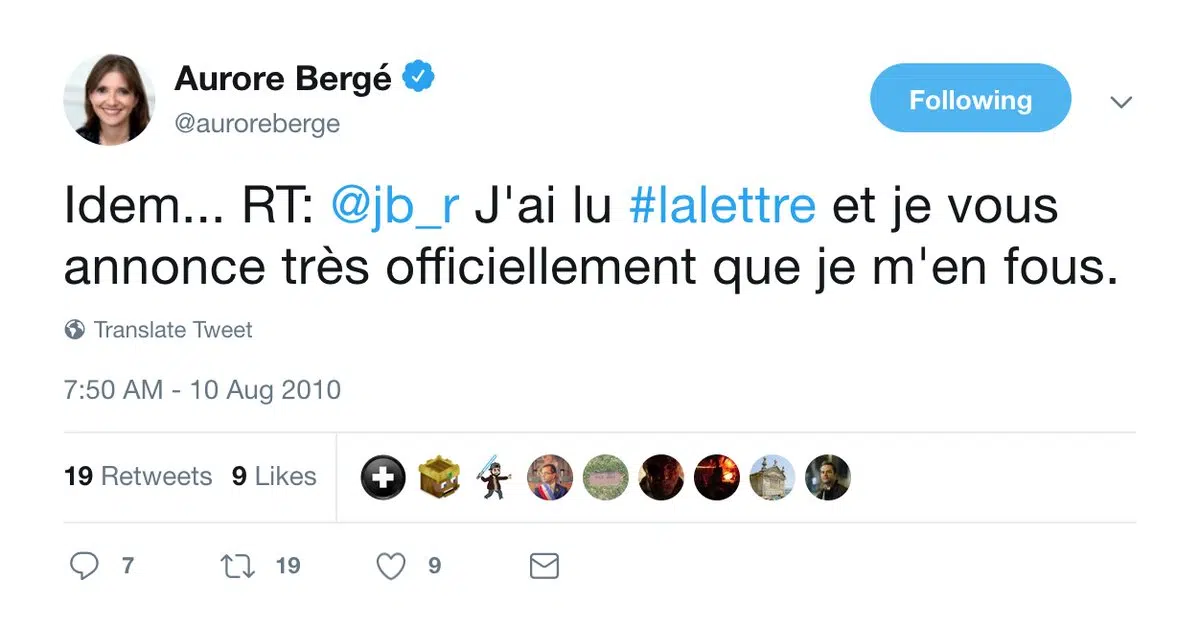 Aurore Bergé
@auroreberge
Following
Idem... RT: @jb_r J'ai lu #lalettre et je vous
annonce très officiellement que je m'en fous.
Translate Tweet
7:50 AM - 10 Aug 2010
19 Retweets 9 Likes
7 19 9